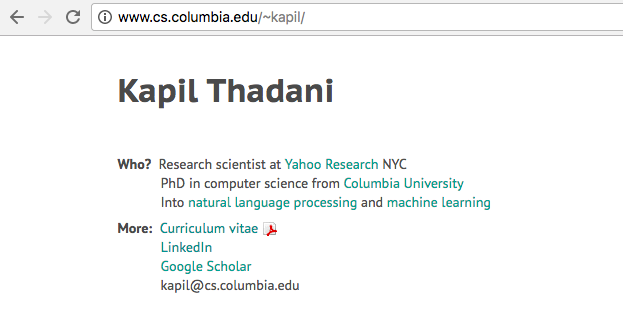 www.cs.columbia.edu/~kapil/
Kapil Thadani
Who? Research scientist at Yahoo Research NYC
PhD in computer science from Columbia University
Into natural language processing and machine learning
More: Curriculum vitae
LinkedIn
Google Scholar
kapil@cs.columbia.edu